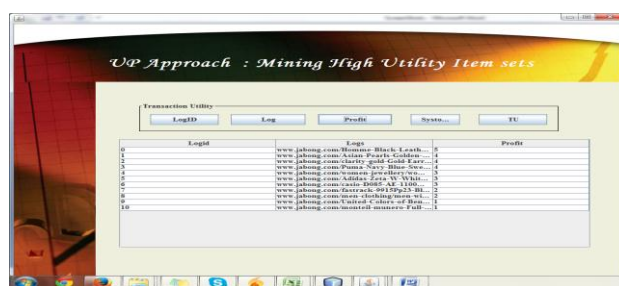 UP Approach : Mining High Utility Item sets
Transaction Utility
LogID Log Profit Systo... TU
Logid Logs Profit
0 www.jabong.com/Homme-Black-Leath... 5
1 www.jabong.com/Asian-Pearls-Golden-... 4
2 www.jabong.com/clarity-gold-Gold-Earr... 4
3 www.jabong.com/Puma-Navy-Blue-Swe... 4
4 www.jabong.com/women-jewellery/wo... 3
5 www.jabong.com/Adidas-Zeta-W-Whit... 3
6 www.jabong.com/casio-D085-AE-1100... 3
7 www.jabong.com/fastrack-9915Pp23-Bl... 2
8 www.jabong.com/men-clothing/men-wi... 2
9 www.jabong.com/United-Colors-of-Ben... 1
10 www.jabong.com/monteil-munero-Full-... 1